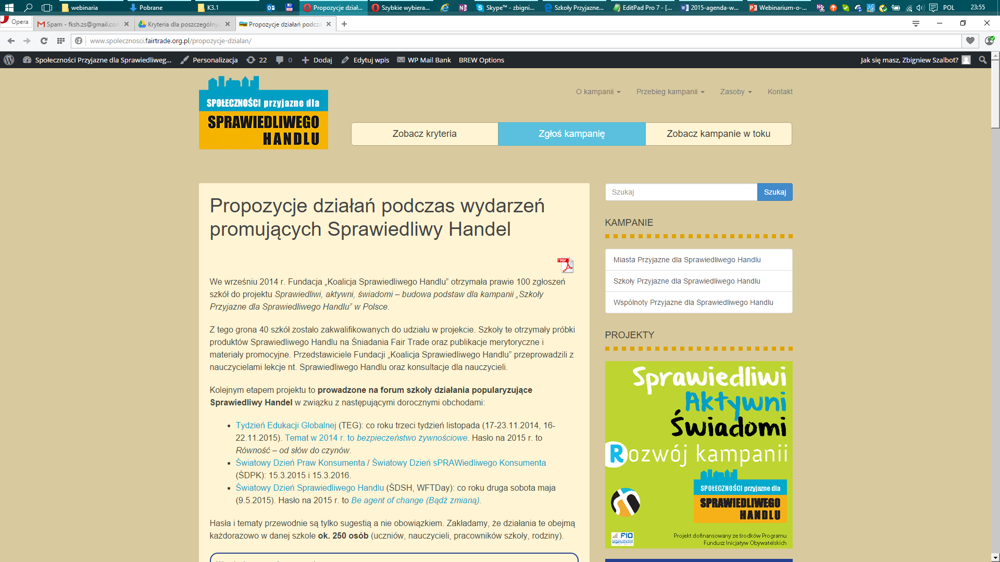 webinaria
Pobrane
K3.1
Propozycje dział...
Szybkie wybiera...
Skype™ - zbigni...
Szkoły Przyjazne...
EditPad Pro 7 - [...
2015-agenda-w...
Webinarium-o-...
POL
23:55
Opera
Spam - fksh.zs@gmail.com
Kryteria dla poszczególny
Propozycje działań podcza
www.spolecznosci.fairtrade.org.pl/propozycje-dzialan/
Społeczności Przyjazne dla Sprawiedliweg...
Personalizacja
22
0
Dodaj
Edytuj wpis
WP Mail Bank
BREW Options
Jak się masz, Zbigniew Szalbot?
SPOŁECZNOŚCI przyjazne dla
SPRAWIEDLIWEGO
HANDLU
O kampanii
Przebieg kampanii
Zasoby
Kontakt
Zobacz kryteria
Zgłoś kampanię
Zobacz kampanie w toku
Propozycje działań podczas wydarzeń
promujących Sprawiedliwy Handel
PDF
We wrześniu 2014 r. Fundacja „Koalicja Sprawiedliwego Handlu” otrzymała prawie 100 zgłoszeń
szkół do projektu Sprawiedliwi, aktywni, świadomi – budowa podstaw dla kampanii „Szkoły
Przyjazne dla Sprawiedliwego Handlu” w Polsce.
Z tego grona 40 szkół zostało zakwalifikowanych do udziału w projekcie. Szkoły te otrzymały próbki
produktów Sprawiedliwego Handlu na Śniadania Fair Trade oraz publikacje merytoryczne i
materiały promocyjne. Przedstawiciele Fundacji „Koalicja Sprawiedliwego Handlu” przeprowadzili z
nauczycielami lekcje nt. Sprawiedliwego Handlu oraz konsultacje dla nauczycieli.
Kolejnym etapem projektu to prowadzone na forum szkoły działania popularyzujące
Sprawiedliwy Handel w związku z następującymi dorocznymi obchodami:
• Tydzień Edukacji Globalnej (TEG): co roku trzeci tydzień listopada (17-23.11.2014, 16-
22.11.2015). Temat w 2014 r. to bezpieczeństwo żywnościowe. Hasło na 2015 r. to
Równość – od słów do czynów.
• Światowy Dzień Praw Konsumenta / Światowy Dzień sPRAWiedliwego Konsumenta
(ŚDPK): 15.3.2015 i 15.3.2016.
• Światowy Dzień Sprawiedliwego Handlu (ŚDSH, WFTDay): co roku druga sobota maja
(9.5.2015). Hasło na 2015 r. to Be agent of change (Bądź zmianą).
Hasła i tematy przewodnie są tylko sugestią a nie obowiązkiem. Zakładamy, że działania te obejmą
każdorazowo w danej szkole ok. 250 osób (uczniów, nauczycieli, pracowników szkoły, rodziny).
Szukaj
Szukaj
KAMPANIE
Miasta Przyjazne dla Sprawiedliwego Handlu
Szkoły Przyjazne dla Sprawiedliwego Handlu
Wspólnoty Przyjazne dla Sprawiedliwego Handlu
PROJEKTY
Sprawiedliwi
Aktywni
Świadomi
Rozwój kampanii
SPOŁECZNOŚCI przyjazne dla
SPRAWIEDLIWEGO
HANDLU
FIO
Projekt dofinansowany ze środków Programu
Fundusz Inicjatyw Obywatelskich